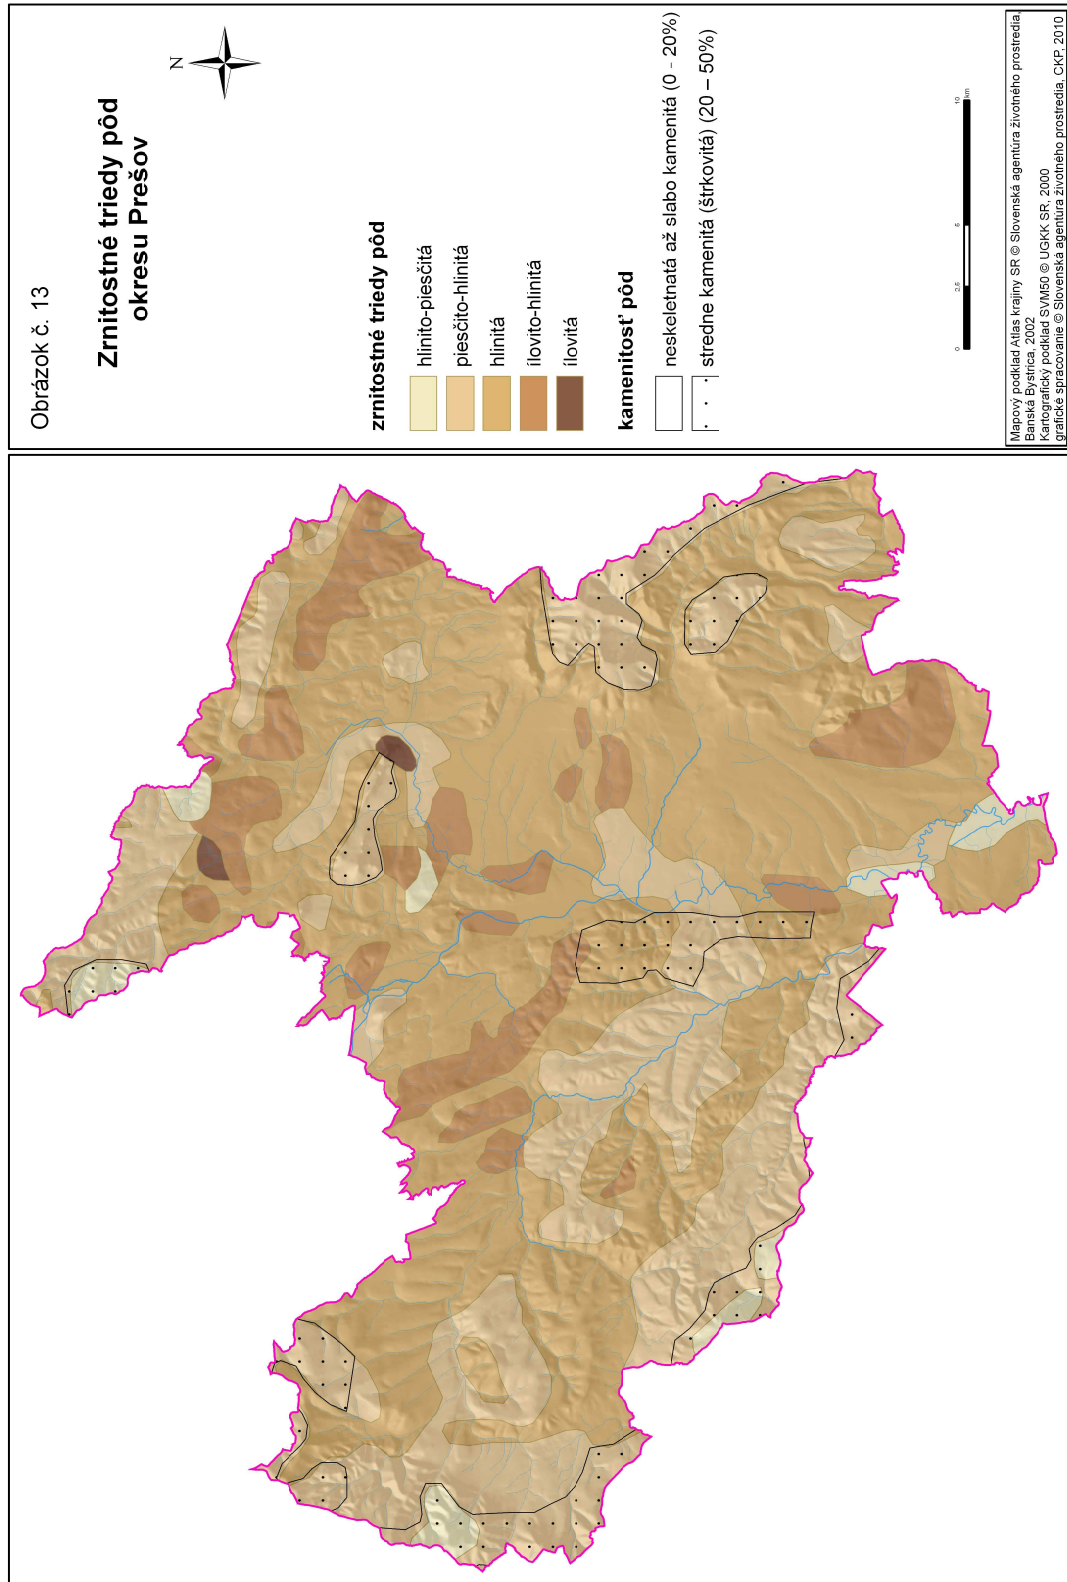 Obrázok č. 13
Zrnitostné triedy pôd
okresu Prešov
N
zrnitostné triedy pôd
hlinito-piesčitá
piesčito-hlinitá
hlinitá
ílovito-hlinitá
ílovitá
kamenitosť pôd
neskeletnatá až slabo kamenitá (0 - 20%)
stredne kamenitá (štrkovitá) (20 – 50%)
0 2,5 5 10
km
Mapový podklad Atlas krajiny SR © Slovenská agentúra životného prostredia,
Banská Bystrica, 2002
Kartografický podklad SVM50 © UGKK SR, 2000
grafické spracovanie © Slovenská agentúra životného prostredia, CKP, 2010